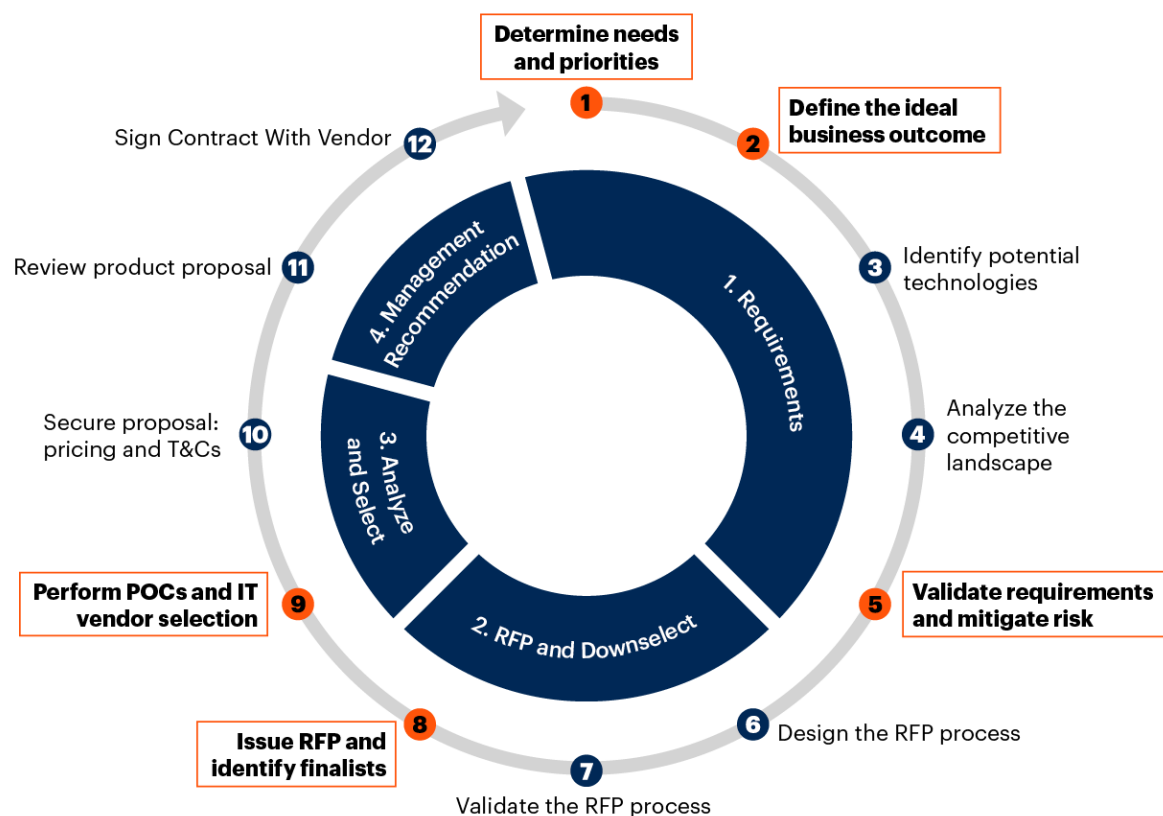 1
Determine needs
and priorities
2
Define the ideal
business outcome
3
Identify potential
technologies
4
Analyze the
competitive
landscape
5
Validate requirements
and mitigate risk
6
Design the RFP process
7
Validate the RFP process
8
Issue RFP and
identify finalists
9
Perform POCs and IT
vendor selection
10
Secure proposal:
pricing and T&Cs
11
Review product proposal
12
Sign Contract With Vendor
1. Requirements
2. RFP and Downselect
3. Analyze
and Select
4. Management
Recommendation